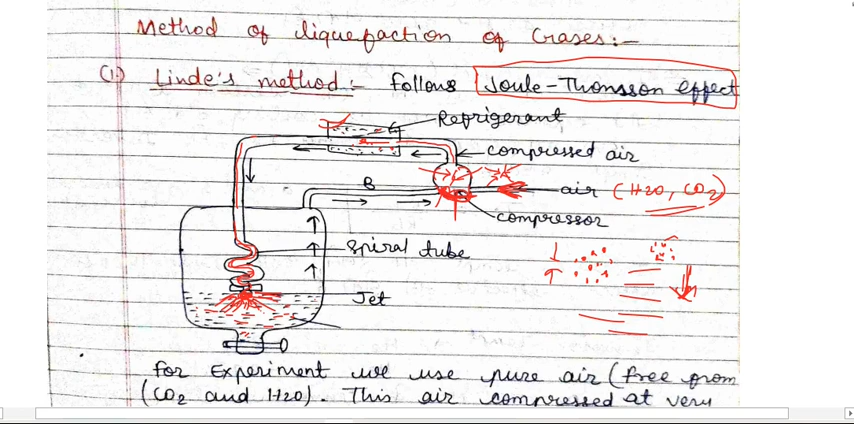 Method of liquefaction of Gases:-
(1.) Linde's method:- Follows Joule-Thomsson effect
Refrigerant
compressed air
B
air (H2O, CO2)
compressor
spiral tube
Jet
For Experiment we use pure air (free from
(CO2 and H2O). This air compressed at very